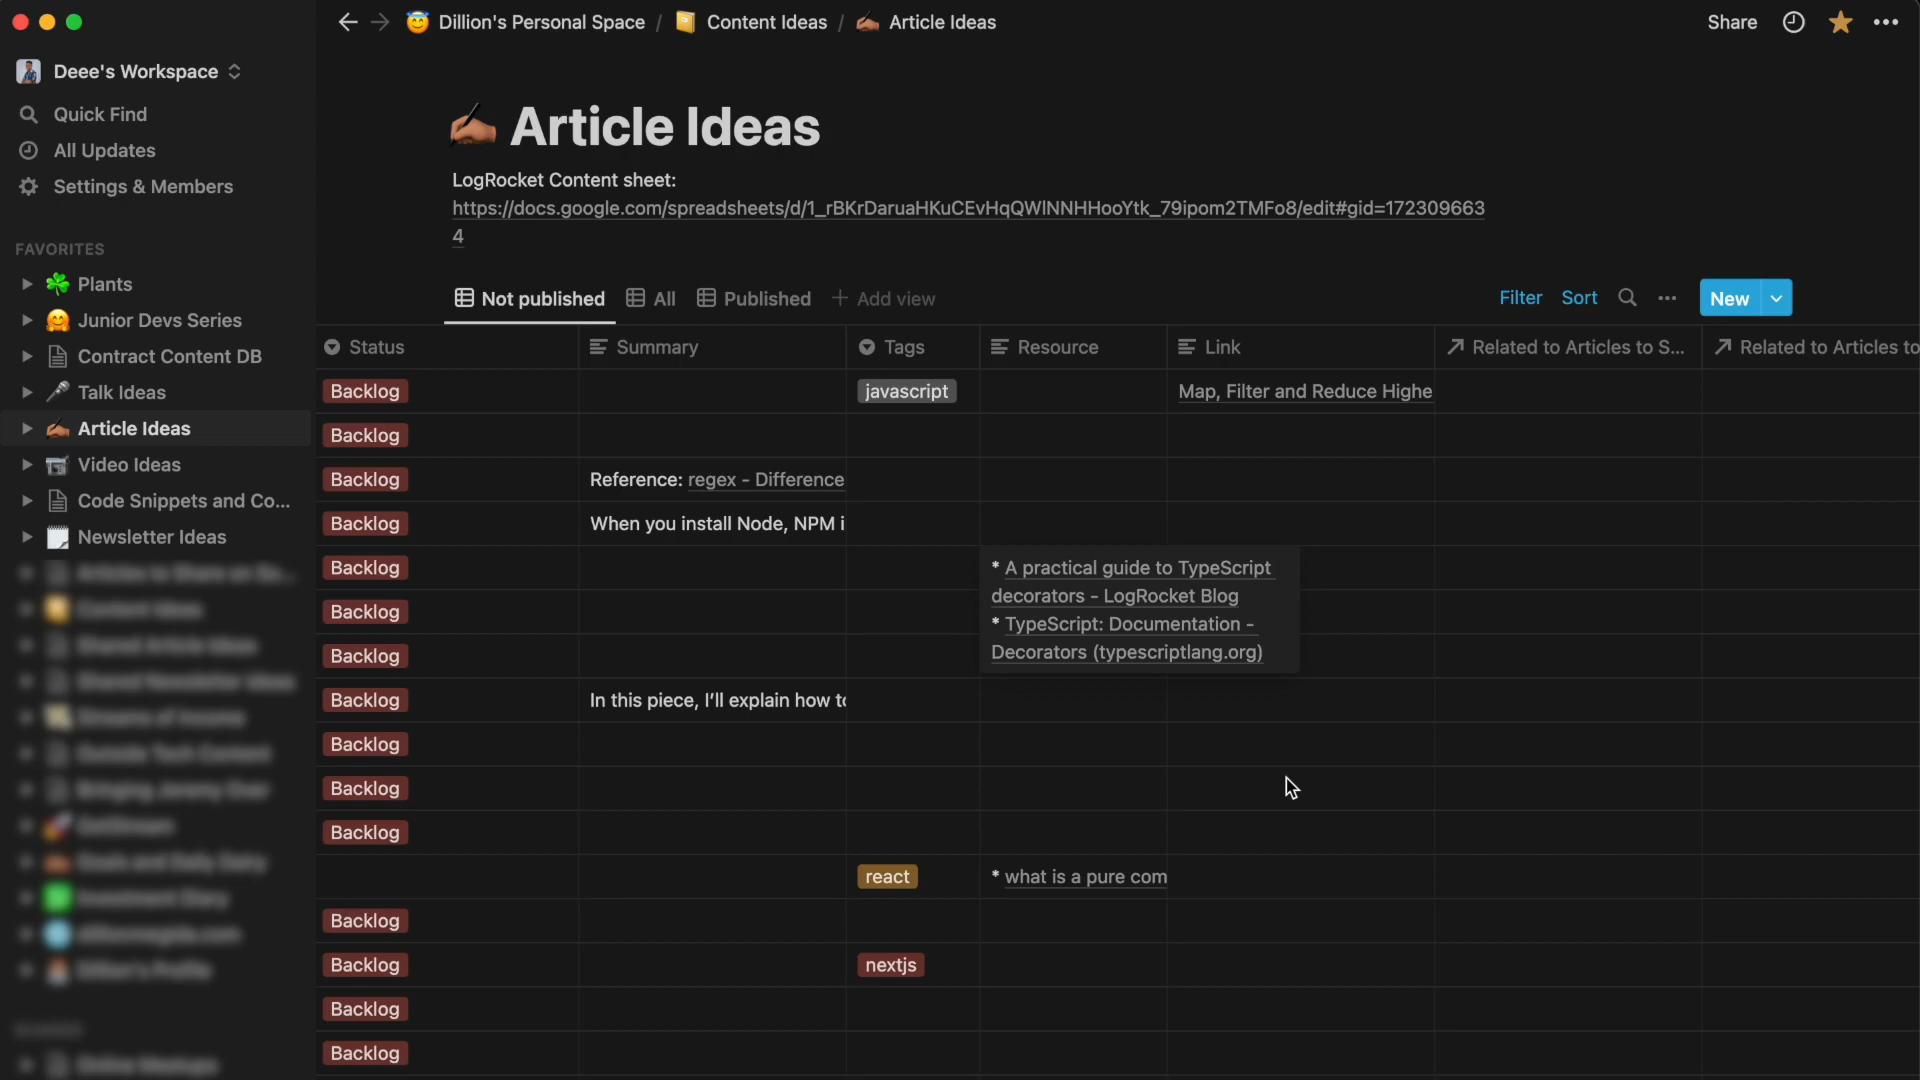 Dillion's Personal Space / Content Ideas / Article Ideas
Share
Deee's Workspace
Quick Find
All Updates
Settings & Members
FAVORITES
Plants
Junior Devs Series
Contract Content DB
Talk Ideas
Article Ideas
Video Ideas
Code Snippets and Co...
Newsletter Ideas
Article Ideas
LogRocket Content sheet:
https://docs.google.com/spreadsheets/d/1_rBKrDaruaHKuCEvHqQWINNHHooYtk_79ipom2TMFo8/edit#gid=172309663
4
Not published All Published + Add view
Filter Sort New
Status Summary Tags Resource Link Related to Articles to S... Related to Articles to
Backlog javascript Map, Filter and Reduce Highe
Backlog
Backlog Reference: regex - Difference
Backlog When you install Node, NPM i
Backlog * A practical guide to TypeScript
decorators - LogRocket Blog
Backlog * TypeScript: Documentation -
Backlog Decorators (typescriptlang.org)
Backlog In this piece, I'll explain how to
Backlog
Backlog
Backlog
react * what is a pure com
Backlog
Backlog nextjs
Backlog
Backlog